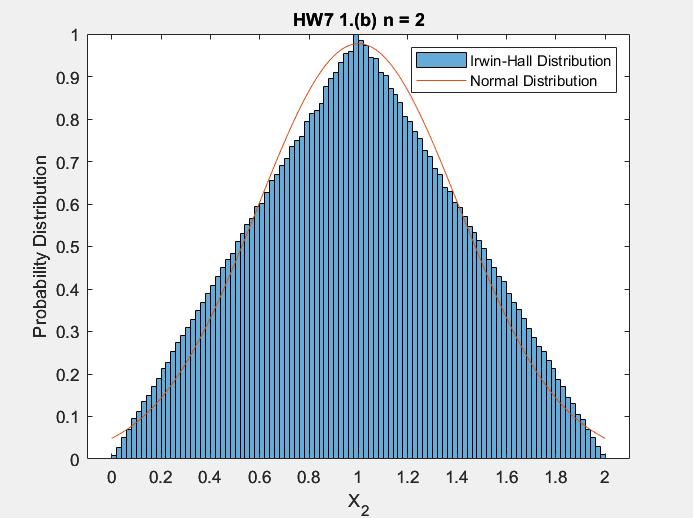 HW7 1.(b) n = 2
Irwin-Hall Distribution
Normal Distribution
Probability Distribution
1
0.9
0.8
0.7
0.6
0.5
0.4
0.3
0.2
0.1
0
0 0.2 0.4 0.6 0.8 1 1.2 1.4 1.6 1.8 2
X₂